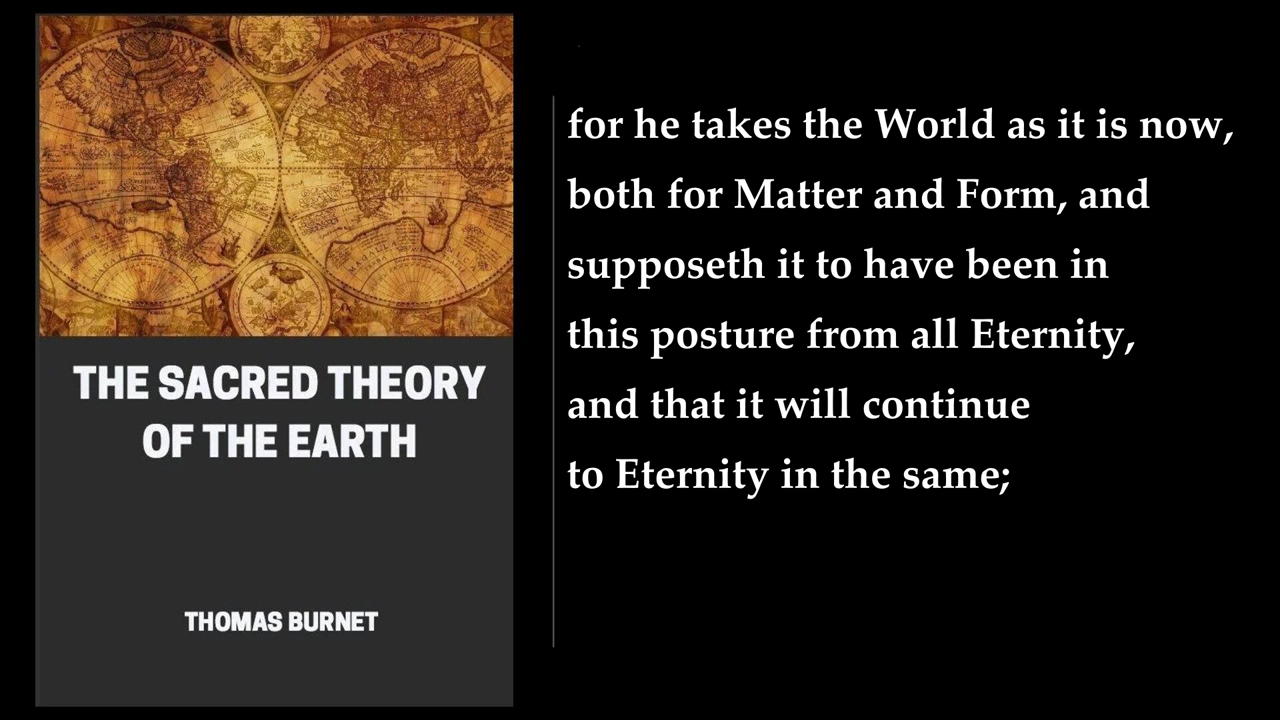 THE SACRED THEORY
OF THE EARTH
THOMAS BURNET
for he takes the World as it is now,
both for Matter and Form, and
supposeth it to have been in
this posture from all Eternity,
and that it will continue
to Eternity in the same;